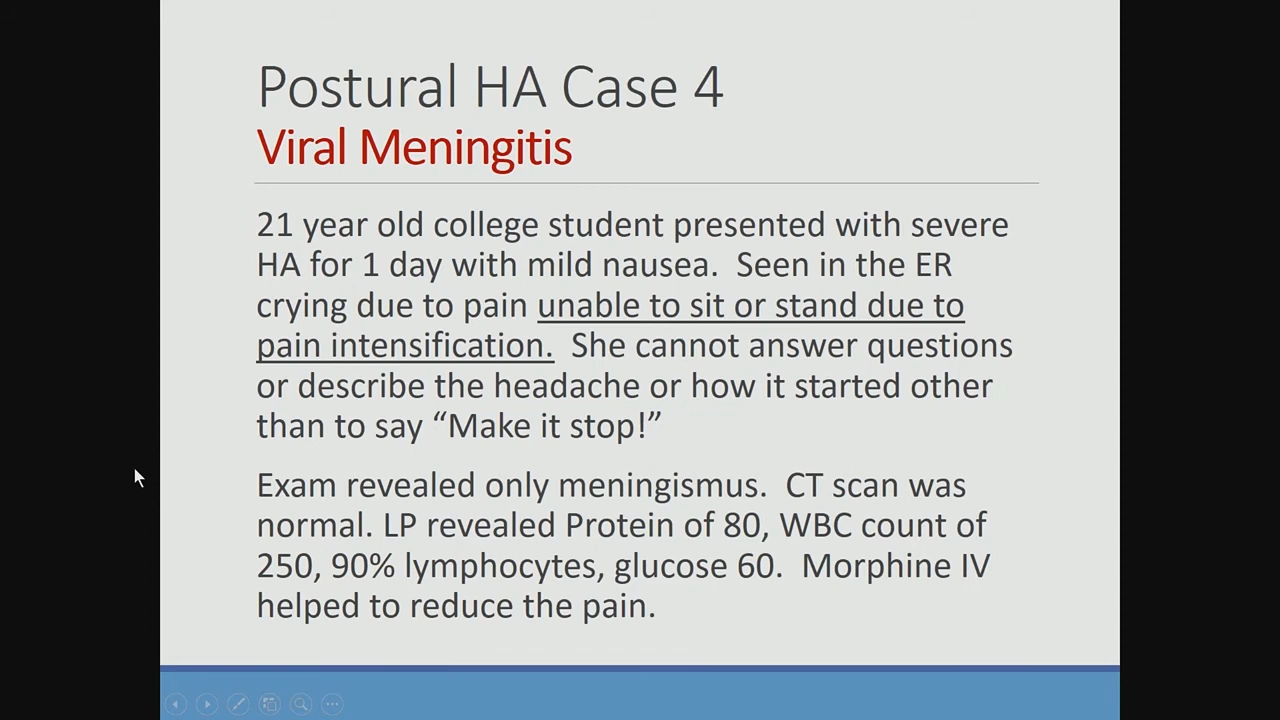 Postural HA Case 4
Viral Meningitis
21 year old college student presented with severe
HA for 1 day with mild nausea.  Seen in the ER
crying due to pain unable to sit or stand due to
pain intensification.  She cannot answer questions
or describe the headache or how it started other
than to say “Make it stop!”
Exam revealed only meningismus.  CT scan was
normal. LP revealed Protein of 80, WBC count of
250, 90% lymphocytes, glucose 60.  Morphine IV
helped to reduce the pain.